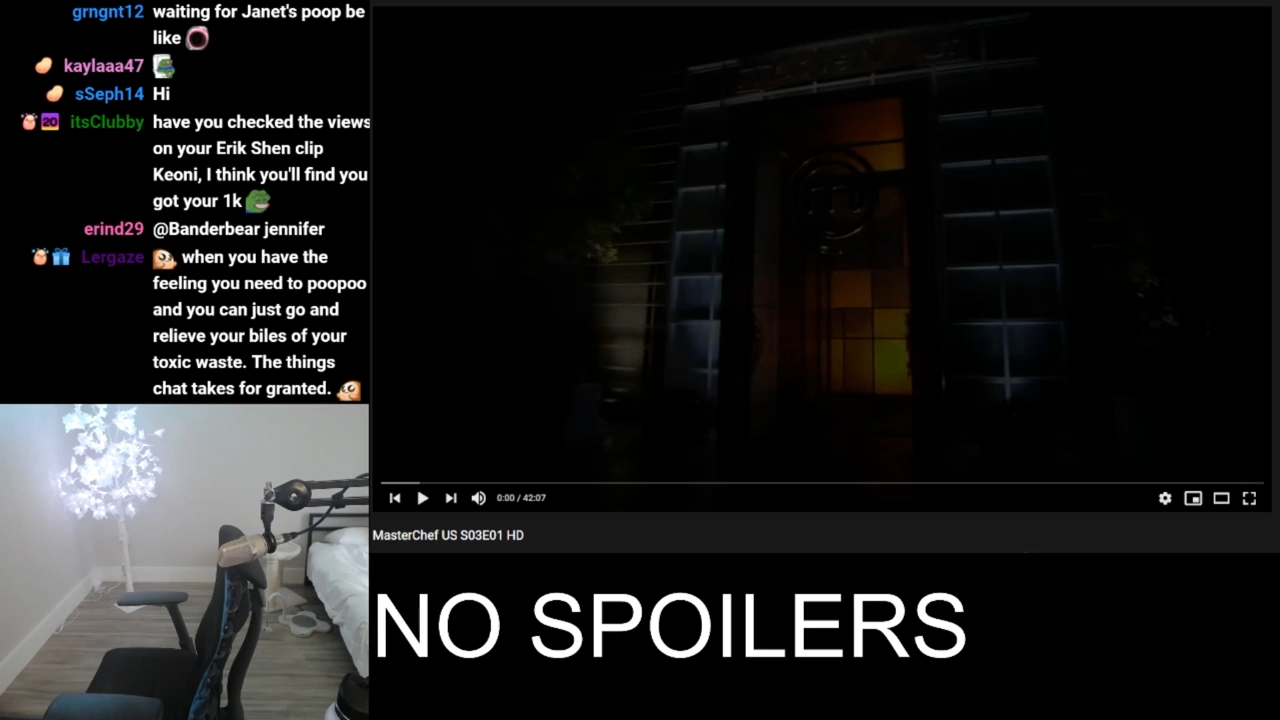 grngnt12 waiting for Janet's poop be
like
kaylaaa47
sSeph14 Hi
20 itsClubby have you checked the views
on your Erik Shen clip
Keoni, I think you'll find you
got your 1k
erind29 @Banderbear jennifer
Lergaze when you have the
feeling you need to poopoo
and you can just go and
relieve your biles of your
toxic waste. The things
chat takes for granted.
m
0:00 / 42:07
MasterChef US S03E01 HD
NO SPOILERS